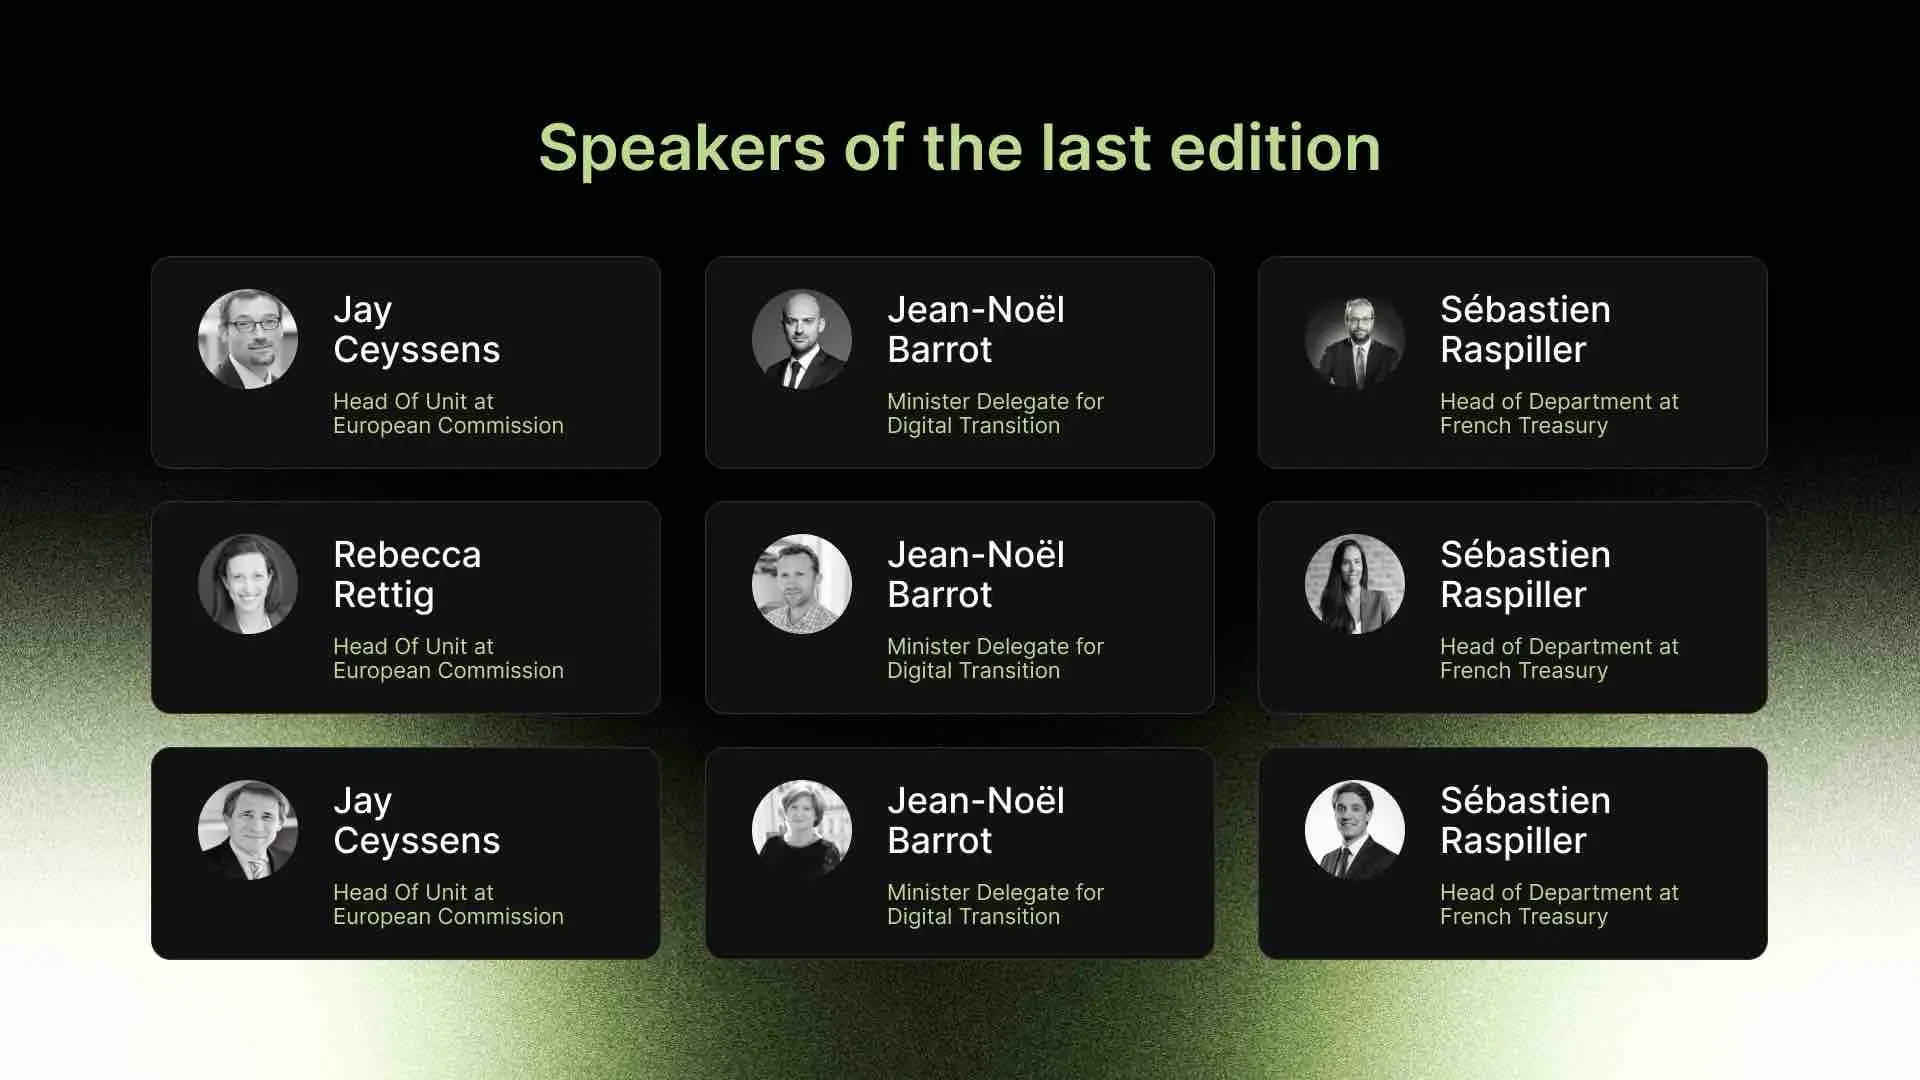 Speakers of the last edition
Jay
Ceyssens
Head Of Unit at
European Commission
Jean-Noël
Barrot
Minister Delegate for
Digital Transition
Sébastien
Raspiller
Head of Department at
French Treasury
Rebecca
Rettig
Head Of Unit at
European Commission
Jean-Noël
Barrot
Minister Delegate for
Digital Transition
Sébastien
Raspiller
Head of Department at
French Treasury
Jay
Ceyssens
Head Of Unit at
European Commission
Jean-Noël
Barrot
Minister Delegate for
Digital Transition
Sébastien
Raspiller
Head of Department at
French Treasury